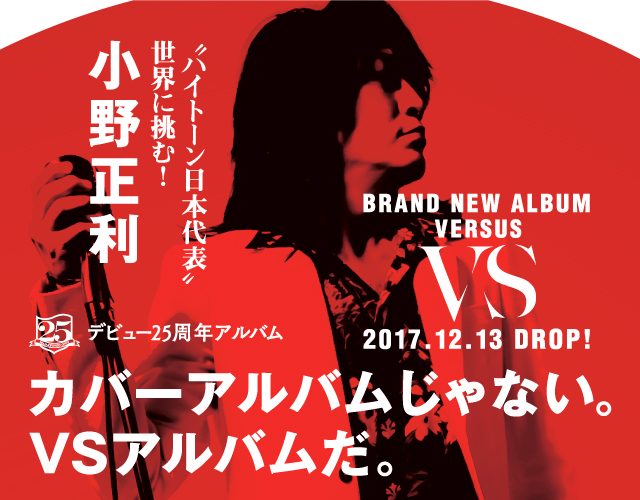 〝ハイトーン日本代表〟
世界に挑む！
小野正利
BRAND NEW ALBUM
VERSUS
VS
2017.12.13 DROP!
25
デビュー25周年アルバム
カバーアルバムじゃない。
VSアルバムだ。